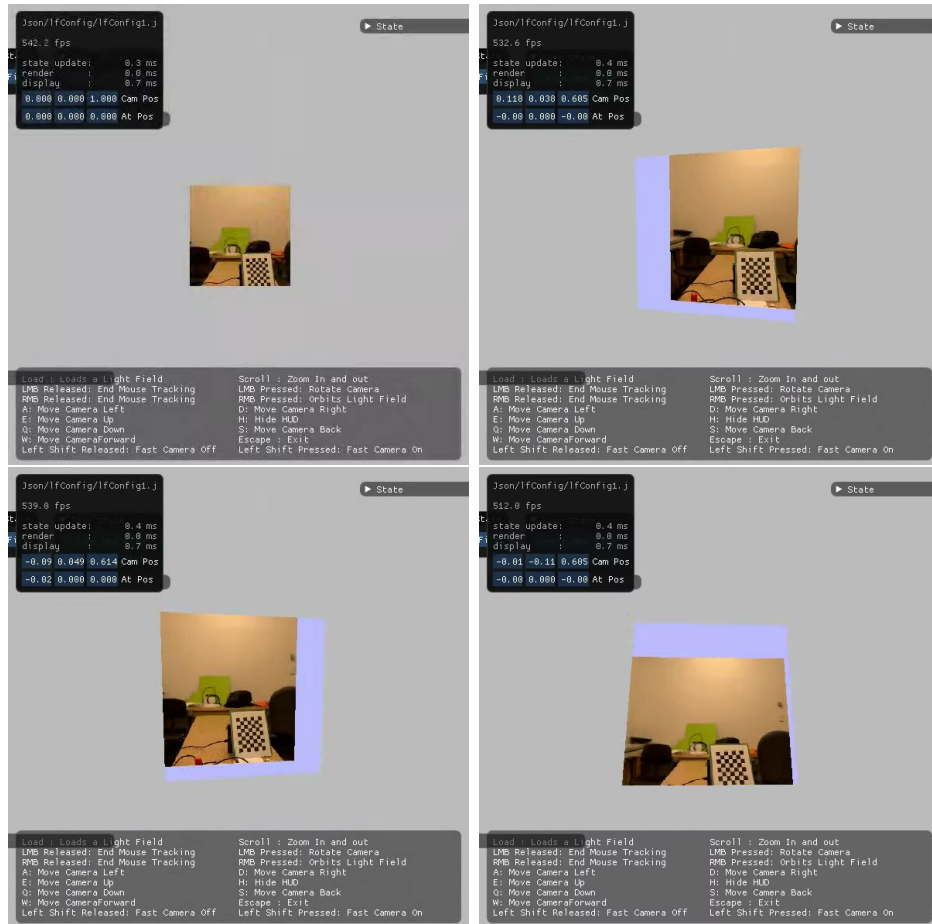 Json/lfConfig/lfConfig1.j
State
542.2 fps
state update: 0.3 ms
render : 0.0 ms
display : 0.7 ms
0.000 0.000 1.000 Cam Pos
0.000 0.000 0.000 At Pos
Load : Loads a Light Field
Scroll : Zoom In and out
LMB Released: End Mouse Tracking
LMB Pressed: Rotate Camera
RMB Released: End Mouse Tracking
RMB Pressed: Orbits Light Field
A: Move Camera Left
D: Move Camera Right
E: Move Camera Up
H: Hide HUD
Q: Move Camera Down
S: Move Camera Back
W: Move CameraForward
Escape : Exit
Left Shift Released: Fast Camera Off
Left Shift Pressed: Fast Camera On
Json/lfConfig/lfConfig1.j
State
532.6 fps
state update: 0.4 ms
render : 0.0 ms
display : 0.7 ms
0.118 0.038 0.605 Cam Pos
-0.00 0.000 -0.00 At Pos
Load : Loads a Light Field
Scroll : Zoom In and out
LMB Released: End Mouse Tracking
LMB Pressed: Rotate Camera
RMB Released: End Mouse Tracking
RMB Pressed: Orbits Light Field
A: Move Camera Left
D: Move Camera Right
E: Move Camera Up
H: Hide HUD
Q: Move Camera Down
S: Move Camera Back
W: Move CameraForward
Escape : Exit
Left Shift Released: Fast Camera Off
Left Shift Pressed: Fast Camera On
Json/lfConfig/lfConfig1.j
State
539.0 fps
state update: 0.4 ms
render : 0.0 ms
display : 0.7 ms
-0.09 0.049 0.614 Cam Pos
-0.02 0.000 0.000 At Pos
Load : Loads a Light Field
Scroll : Zoom In and out
LMB Released: End Mouse Tracking
LMB Pressed: Rotate Camera
RMB Released: End Mouse Tracking
RMB Pressed: Orbits Light Field
A: Move Camera Left
D: Move Camera Right
E: Move Camera Up
H: Hide HUD
Q: Move Camera Down
S: Move Camera Back
W: Move CameraForward
Escape : Exit
Left Shift Released: Fast Camera Off
Left Shift Pressed: Fast Camera On
Json/lfConfig/lfConfig1.j
State
512.0 fps
state update: 0.4 ms
render : 0.0 ms
display : 0.7 ms
-0.01 -0.11 0.605 Cam Pos
-0.00 0.000 -0.00 At Pos
Load : Loads a Light Field
Scroll : Zoom In and out
LMB Released: End Mouse Tracking
LMB Pressed: Rotate Camera
RMB Released: End Mouse Tracking
RMB Pressed: Orbits Light Field
A: Move Camera Left
D: Move Camera Right
E: Move Camera Up
H: Hide HUD
Q: Move Camera Down
S: Move Camera Back
W: Move CameraForward
Escape : Exit
Left Shift Released: Fast Camera Off
Left Shift Pressed: Fast Camera On